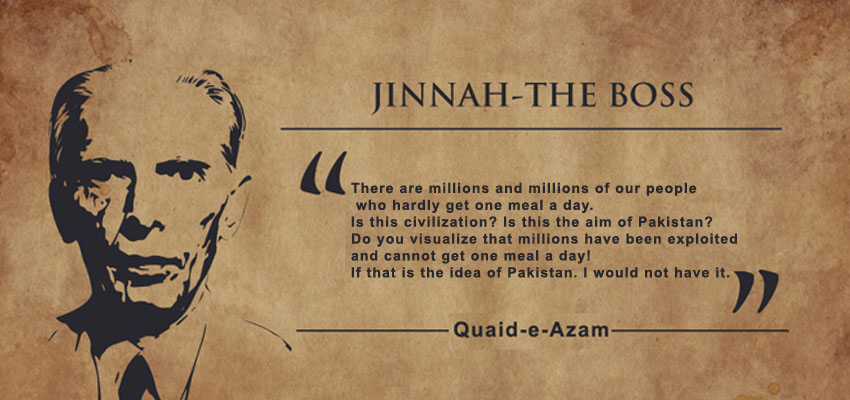 JINNAH-THE BOSS
“
There are millions and millions of our people
who hardly get one meal a day.
Is this civilization? Is this the aim of Pakistan?
Do you visualize that millions have been exploited
and cannot get one meal a day!
If that is the idea of Pakistan. I would not have it.
”
Quaid-e-Azam